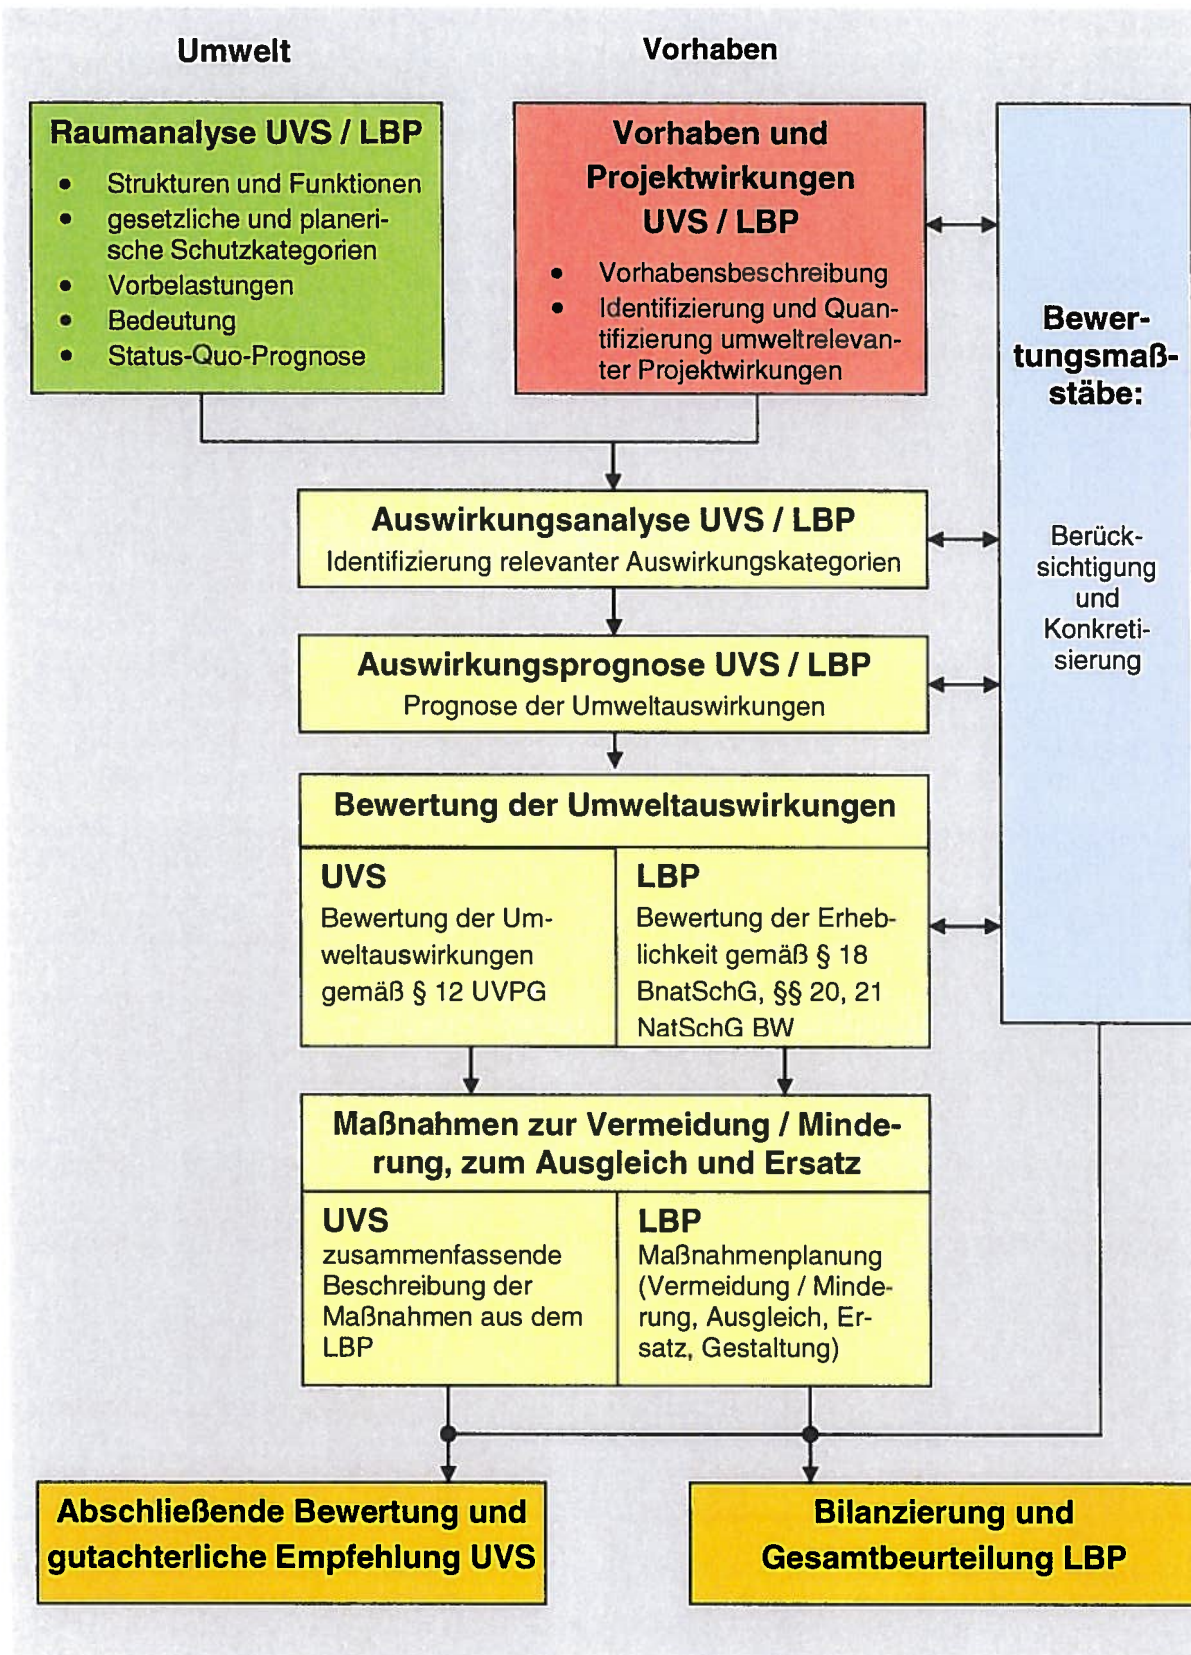 Umwelt
Vorhaben
Raumanalyse UVS / LBP
• Strukturen und Funktionen
• gesetzliche und planeri-
sche Schutzkategorien
• Vorbelastungen
• Bedeutung
• Status-Quo-Prognose
Vorhaben und
Projektwirkungen
UVS / LBP
• Vorhabensbeschreibung
• Identifizierung und Quan-
tifizierung umweltrelevan-
ter Projektwirkungen
Bewer-
tungsmaß-
stäbe:
Berück-
sichtigung
und
Konkreti-
sierung
Auswirkungsanalyse UVS / LBP
Identifizierung relevanter Auswirkungskategorien
Auswirkungsprognose UVS / LBP
Prognose der Umweltauswirkungen
Bewertung der Umweltauswirkungen
UVS
Bewertung der Um-
weltauswirkungen
gemäß § 12 UVPG
LBP
Bewertung der Erheb-
lichkeit gemäß § 18
BnatSchG, §§ 20, 21
NatSchG BW
Maßnahmen zur Vermeidung / Minde-
rung, zum Ausgleich und Ersatz
UVS
zusammenfassende
Beschreibung der
Maßnahmen aus dem
LBP
LBP
Maßnahmenplanung
(Vermeidung / Minde-
rung, Ausgleich, Er-
satz, Gestaltung)
Abschließende Bewertung und
gutachterliche Empfehlung UVS
Bilanzierung und
Gesamtbeurteilung LBP